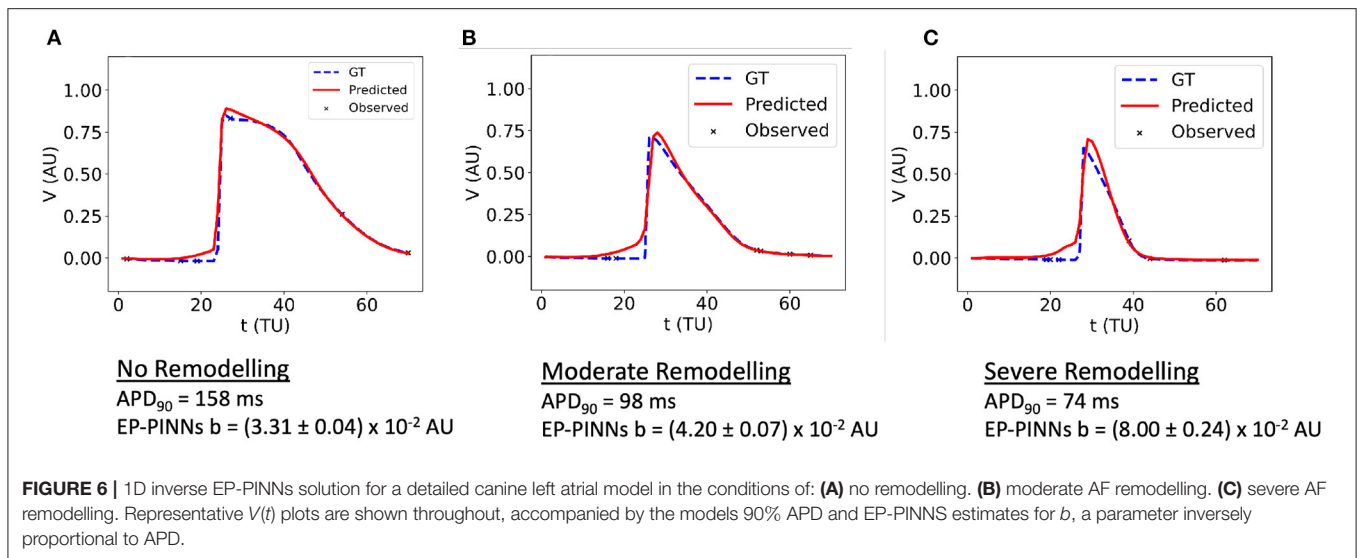 A
GT
Predicted
Observed
1.00
0.75
0.50
0.25
0.00
V (AU)
0 20 40 60
t (TU)
No Remodelling
APD₉₀ = 158 ms
EP-PINNs b = (3.31 ± 0.04) x 10⁻² AU
B
GT
Predicted
Observed
1.00
0.75
0.50
0.25
0.00
V (AU)
0 20 40 60
t (TU)
Moderate Remodelling
APD₉₀ = 98 ms
EP-PINNs b = (4.20 ± 0.07) x 10⁻² AU
C
GT
Predicted
Observed
1.00
0.75
0.50
0.25
0.00
V (AU)
0 20 40 60
t (TU)
Severe Remodelling
APD₉₀ = 74 ms
EP-PINNs b = (8.00 ± 0.24) x 10⁻² AU
FIGURE 6 | 1D inverse EP-PINNs solution for a detailed canine left atrial model in the conditions of: (A) no remodelling. (B) moderate AF remodelling. (C) severe AF
remodelling. Representative V(t) plots are shown throughout, accompanied by the models 90% APD and EP-PINNS estimates for b, a parameter inversely
proportional to APD.